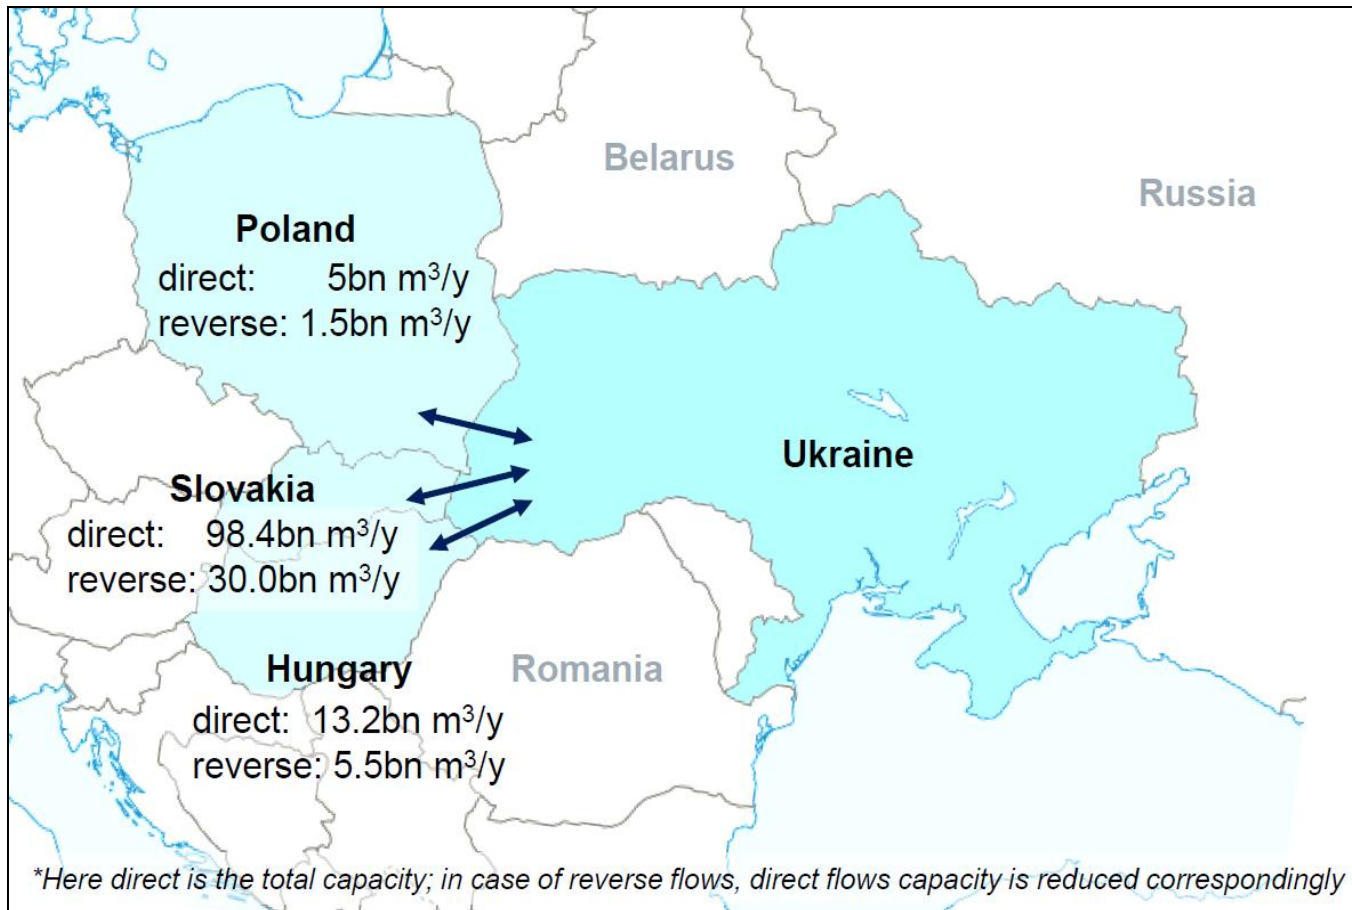 Belarus
Russia
Poland
direct: 5bn m³/y
reverse: 1.5bn m³/y
Ukraine
Slovakia
direct: 98.4bn m³/y
reverse: 30.0bn m³/y
Hungary
Romania
direct: 13.2bn m³/y
reverse: 5.5bn m³/y
*Here direct is the total capacity; in case of reverse flows, direct flows capacity is reduced correspondingly